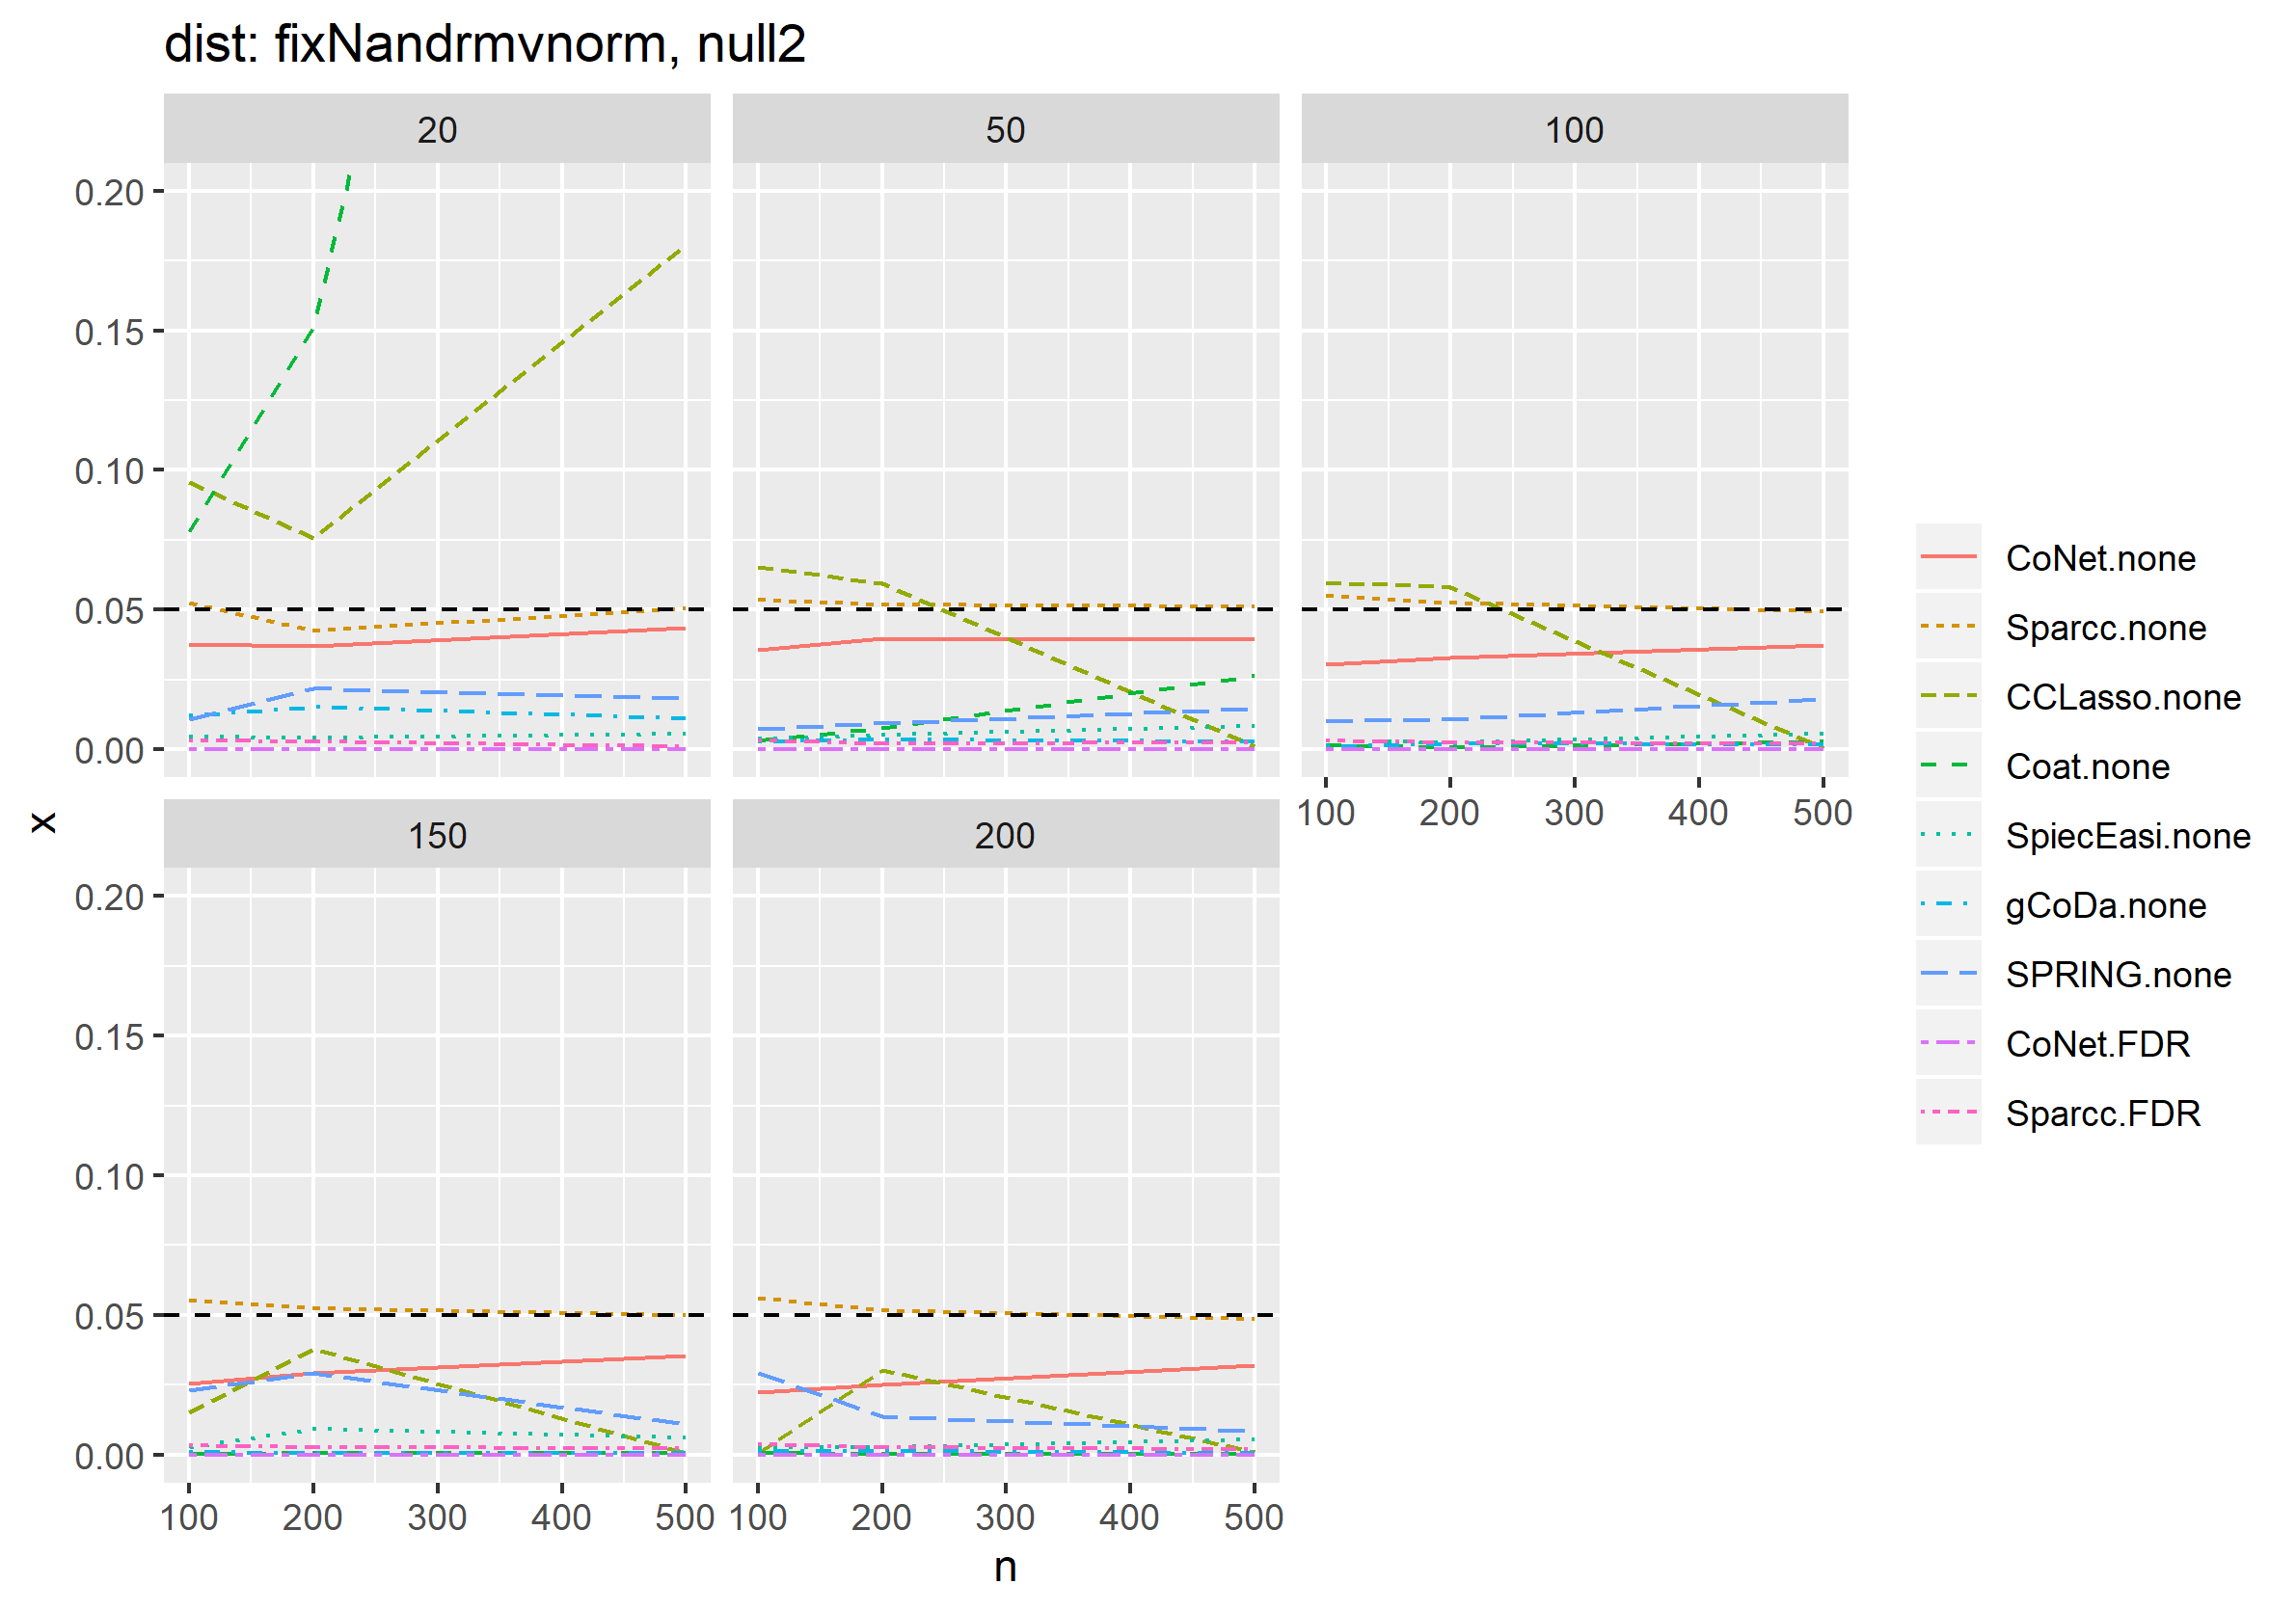 dist: fixNandrmvnorm, null2
20
50
100
0.20
0.15
0.10
0.05
0.00
100 200 300 400 500
x
150
200
0.20
0.15
0.10
0.05
0.00
100 200 300 400 500
100 200 300 400 500
n
CoNet.none
Sparcc.none
CCLasso.none
Coat.none
SpiecEasi.none
gCoDa.none
SPRING.none
CoNet.FDR
Sparcc.FDR